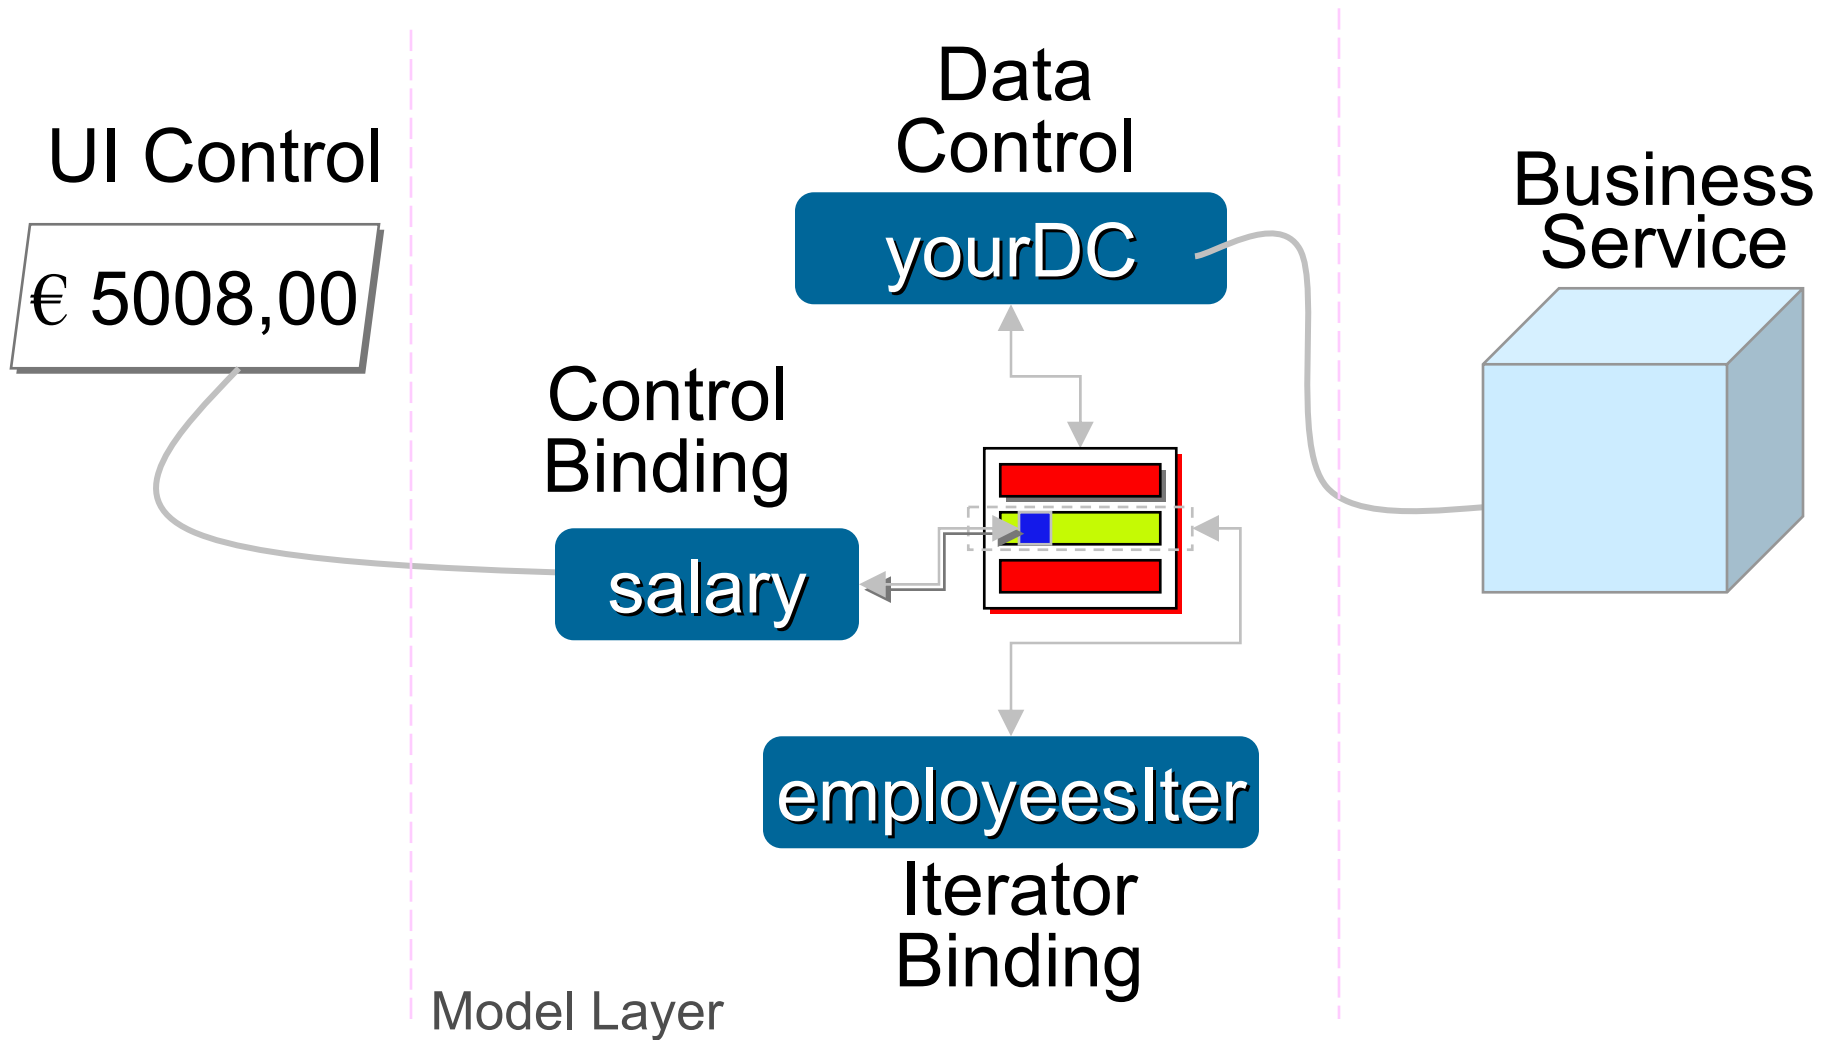 UI Control
€ 5008,00
Data
Control
yourDC
Control
Binding
salary
employeesIter
Iterator
Binding
Business
Service
Model Layer